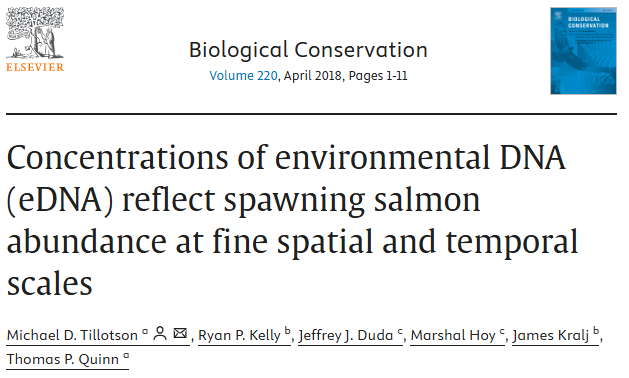 ELSEVIER
Biological Conservation
Volume 220, April 2018, Pages 1-11
BIOLOGICAL
CONSERVATION
Concentrations of environmental DNA
(eDNA) reflect spawning salmon
abundance at fine spatial and temporal
scales
Michael D. Tillotson a, Ryan P. Kelly b, Jeffrey J. Duda c, Marshal Hoy c, James Kralj b,
Thomas P. Quinn a